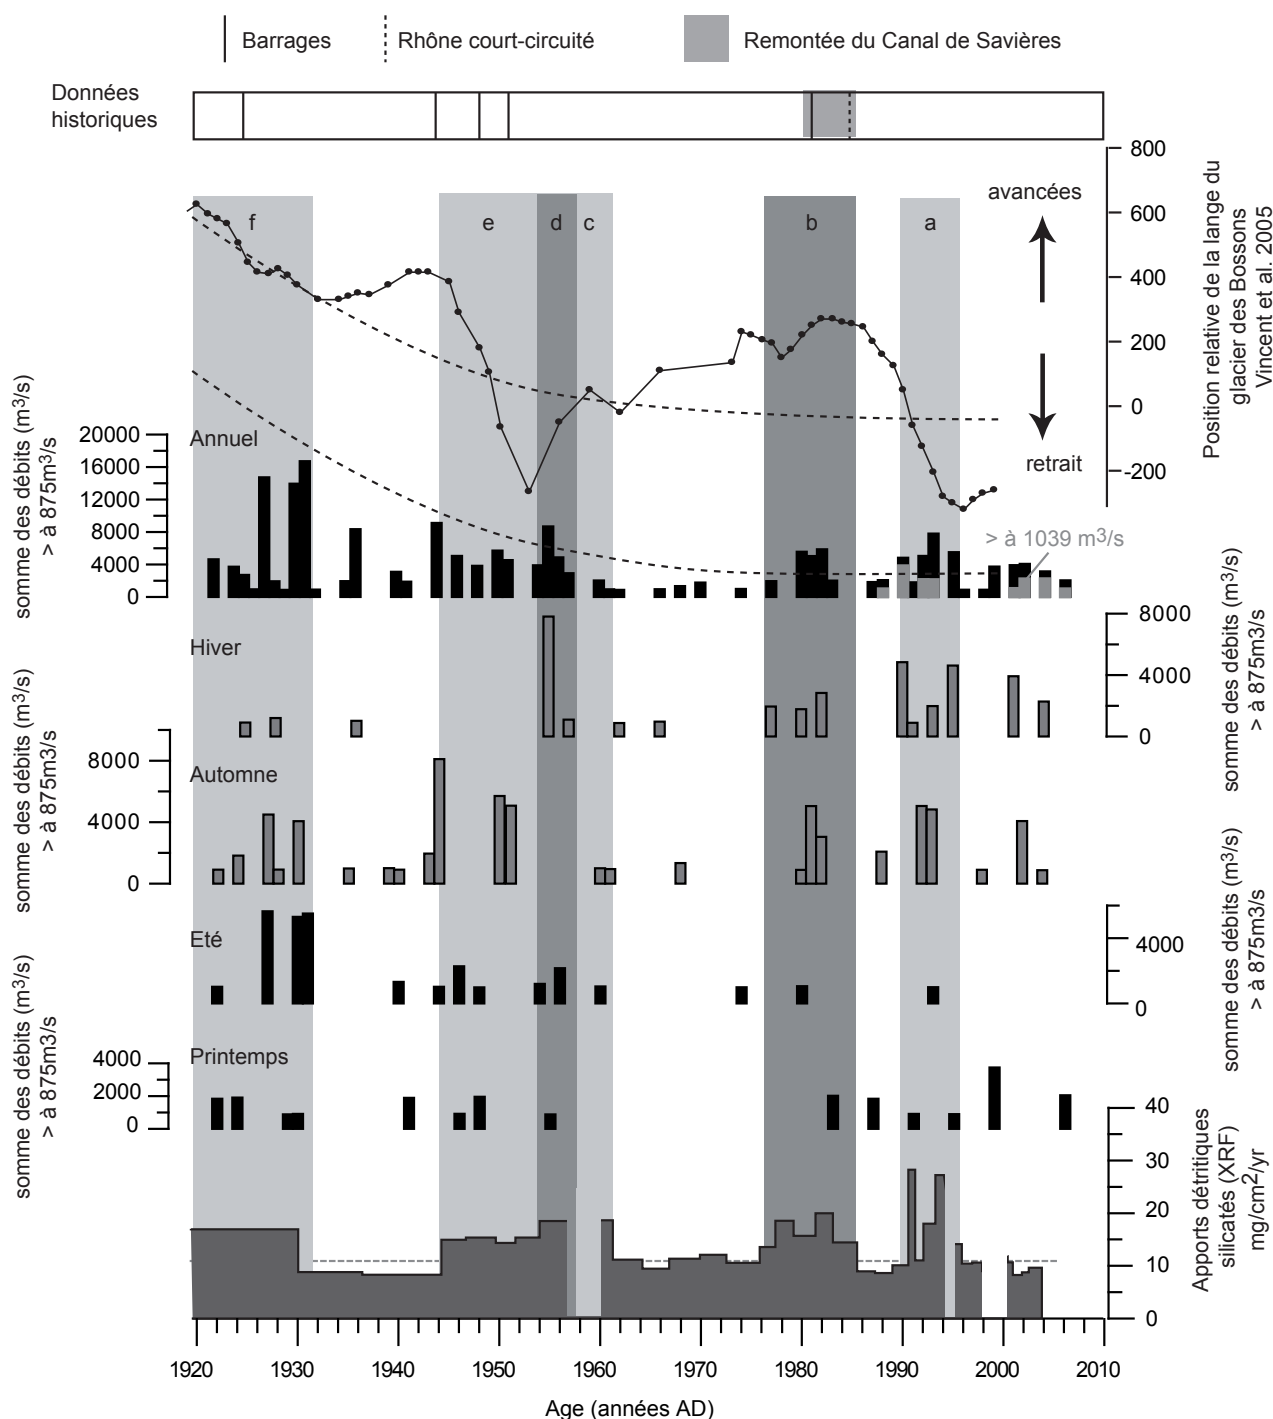 Barrages
Rhône court-circuité
Remontée du Canal de Savières
Données
historiques
800
600
400
200
0
-200
avancées
retrait
Position relative de la lange du
glacier des Bossons
Vincent et al. 2005
f
e
d
c
b
a
somme des débits (m³/s)
> à 875m³/s
20000
16000
12000
8000
4000
0
Annuel
> à 1039 m³/s
Hiver
8000
4000
0
somme des débits (m³/s)
> à 875m3/s
somme des débits (m³/s)
> à 875m3/s
8000
4000
0
Automne
Eté
4000
0
somme des débits (m³/s)
> à 875m3/s
somme des débits (m³/s)
> à 875m3/s
4000
2000
0
Printemps
40
30
20
10
0
Apports détritiques
silicatés (XRF)
mg/cm²/yr
1920 1930 1940 1950 1960 1970 1980 1990 2000 2010
Age (années AD)